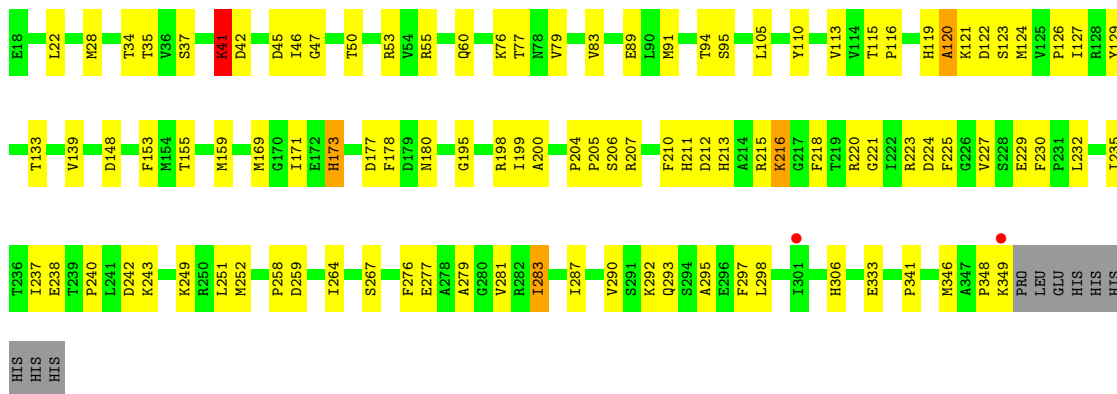 E18 L22 M28 T34 T35 V36 S37 K41 D42 D45 I46 G47 T50 R53 V54 R55 Q60 K76 T77 N78 V79 V83 E89 L90 M91 T94 S95 L105 Y110 V113 V114 T115 P116 H119 A120 K121 D122 S123 M124 V125 P126 I127 R128 Y129
T133 V139 D148 F153 M154 T155 M159 M169 G170 I171 E172 H173 D177 F178 D179 N180 G195 R198 I199 A200 P204 P205 S206 R207 F210 H211 D212 H213 A214 R215 K216 G217 F218 T219 R220 G221 I222 R223 D224 F225 G226 V227 S228 E229 F230 P231 L232 I235
T236 I237 E238 T239 P240 L241 D242 K243 K249 R250 L251 M252 P258 D259 I264 S267 F276 E277 A278 A279 G280 V281 R282 I283 I287 V290 S291 K292 Q293 S294 A295 E296 F297 L298 I301 H306 E333 P341 M346 A347 P348 K349 PRO LEU GLU HIS HIS HIS
HIS HIS HIS